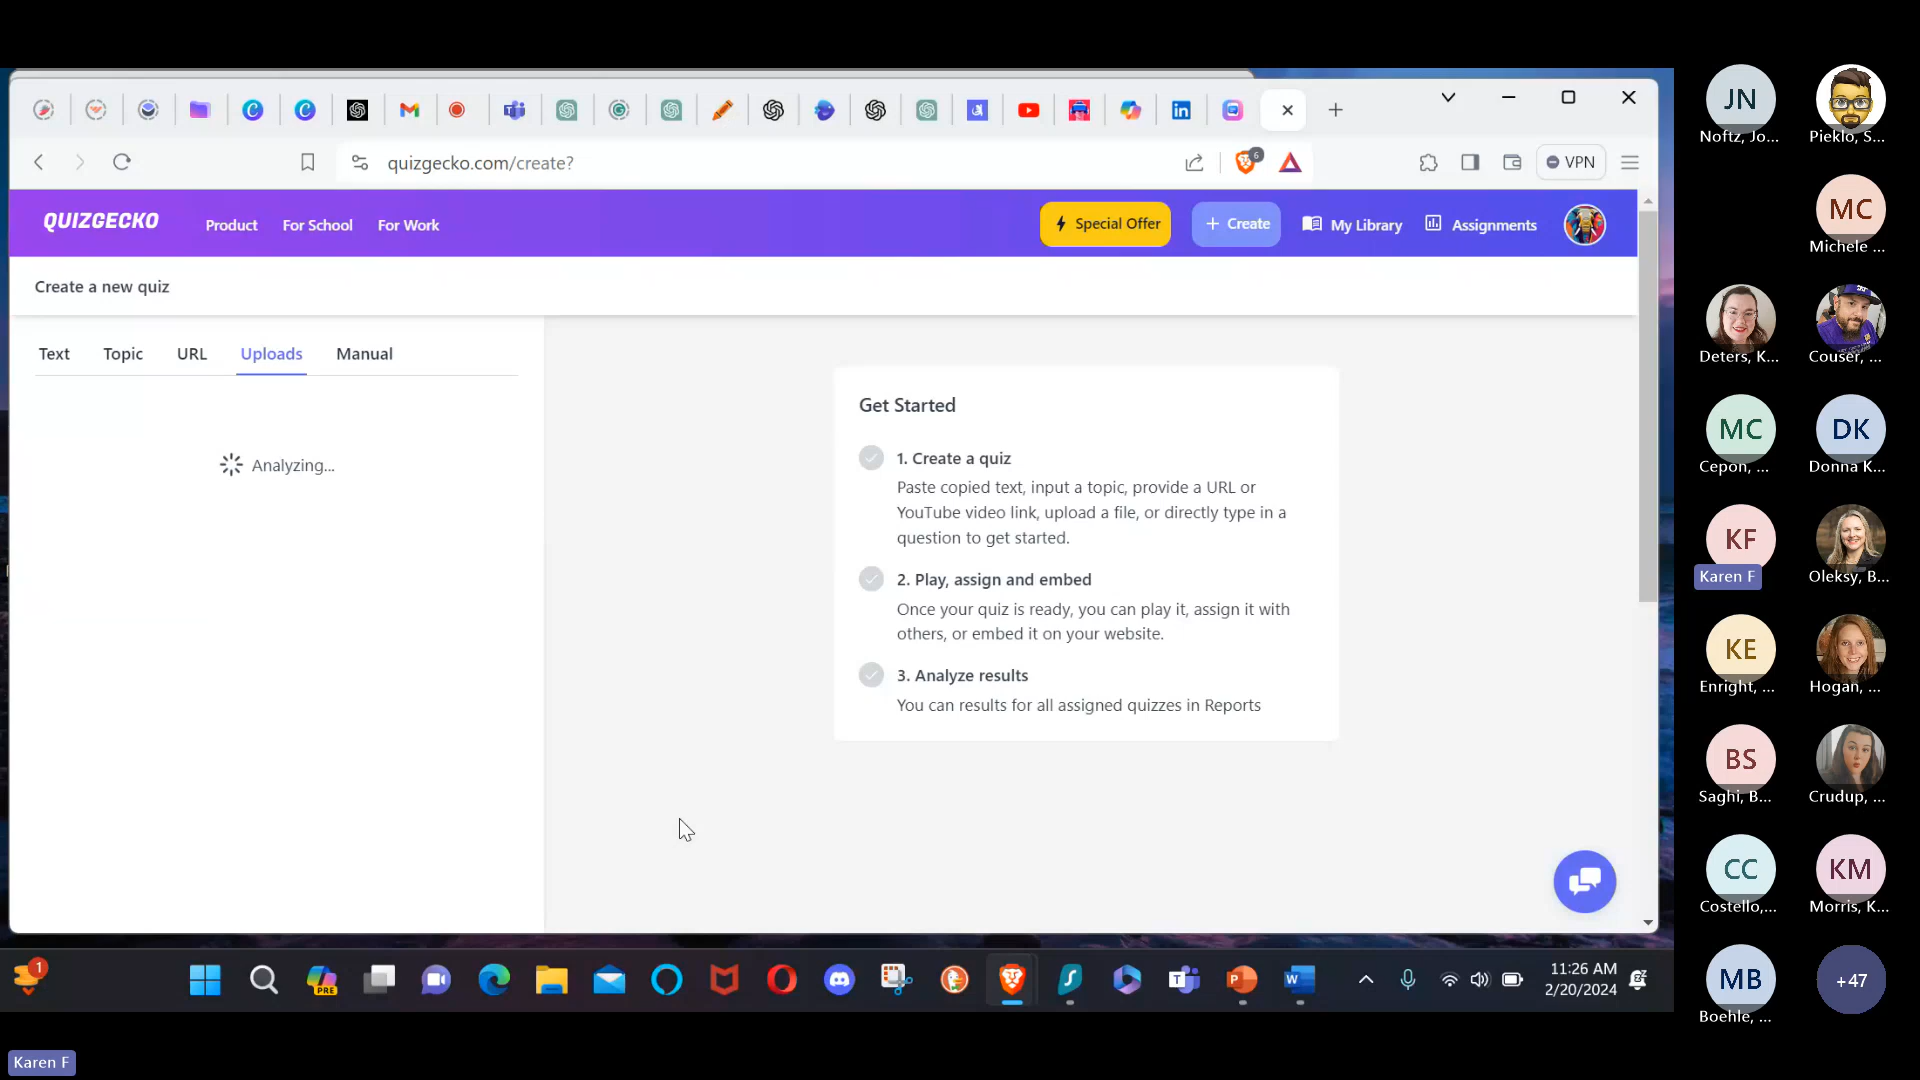 quizgecko.com/create?
6
VPN
QUIZGECKO
Product
For School
For Work
Special Offer
+ Create
My Library
Assignments
Create a new quiz
Text
Topic
URL
Uploads
Manual
Analyzing...
Get Started
1. Create a quiz
Paste copied text, input a topic, provide a URL or
YouTube video link, upload a file, or directly type in a
question to get started.
2. Play, assign and embed
Once your quiz is ready, you can play it, assign it with
others, or embed it on your website.
3. Analyze results
You can results for all assigned quizzes in Reports
1
PRE
11:26 AM
2/20/2024
Karen F
JN
Noftz, Jo...
Pieklo, S...
MC
Michele ...
Deters, K...
Couser, ...
MC
Cepon, ...
DK
Donna K...
KF
Karen F
Oleksy, B...
KE
Enright, ...
Hogan, ...
BS
Saghi, B...
Crudup, ...
CC
Costello,...
KM
Morris, K...
MB
Boehle, ...
+47